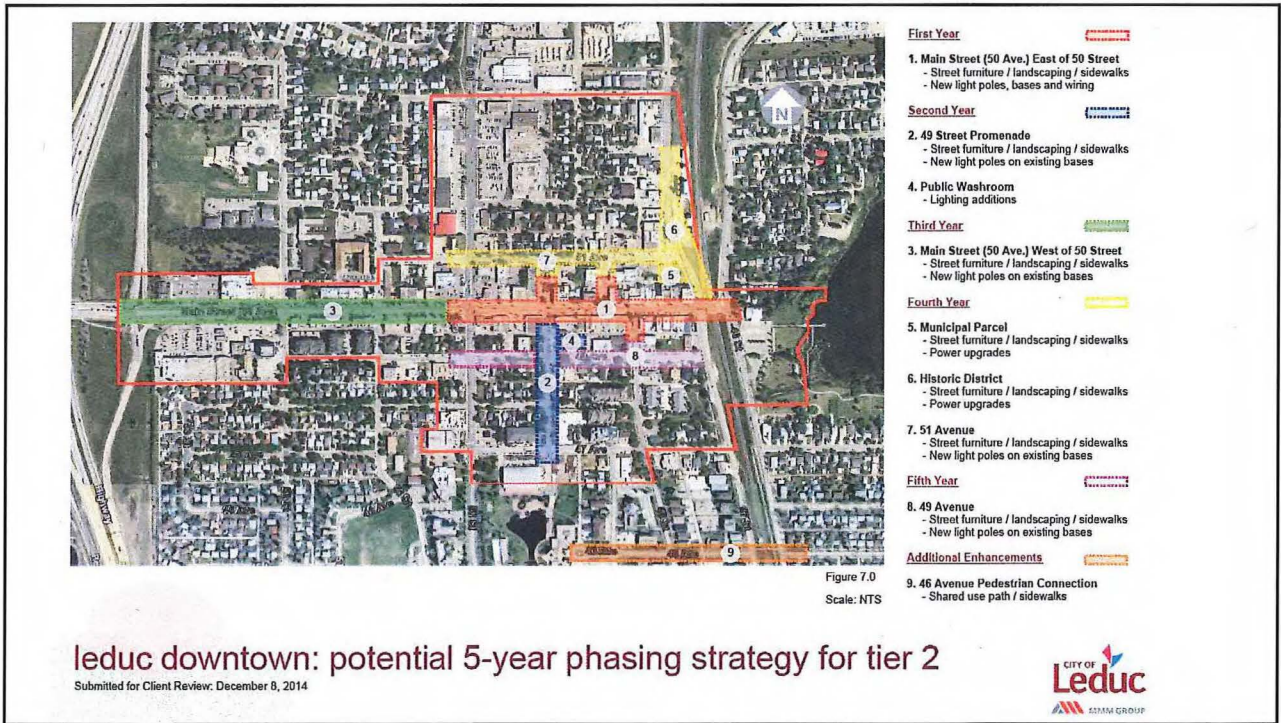 First Year
1. Main Street (50 Ave.) East of 50 Street
- Street furniture / landscaping / sidewalks
- New light poles, bases and wiring
Second Year
2. 49 Street Promenade
- Street furniture / landscaping / sidewalks
- New light poles on existing bases
4. Public Washroom
- Lighting additions
Third Year
3. Main Street (50 Ave.) West of 50 Street
- Street furniture / landscaping / sidewalks
- New light poles on existing bases
Fourth Year
5. Municipal Parcel
- Street furniture / landscaping / sidewalks
- Power upgrades
6. Historic District
- Street furniture / landscaping / sidewalks
- Power upgrades
7. 51 Avenue
- Street furniture / landscaping / sidewalks
- New light poles on existing bases
Fifth Year
8. 49 Avenue
- Street furniture / landscaping / sidewalks
- New light poles on existing bases
Additional Enhancements
9. 46 Avenue Pedestrian Connection
- Shared use path / sidewalks
N
6
51 Ave
7
5
3
1
4
8
2
47 Ave
9
Figure 7.0
Scale: NTS
leduc downtown: potential 5-year phasing strategy for tier 2
Submitted for Client Review: December 8, 2014
CITY OF
Leduc
MMM GROUP